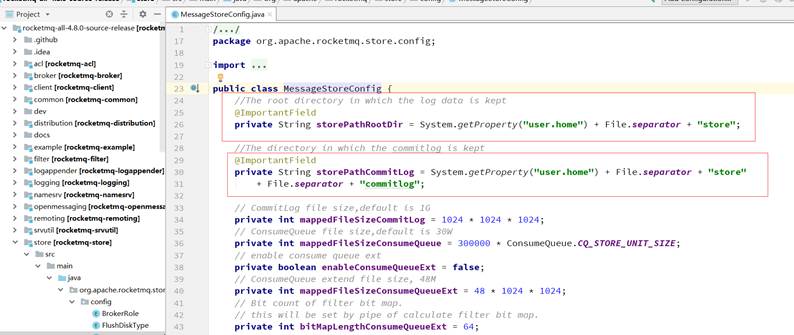 MessageStoreConfig.java
Project
rocketmq-all-4.8.0-source-release
.github
.idea
acl [rocketmq-acl]
broker [rocketmq-broker]
client [rocketmq-client]
common [rocketmq-common]
dev
distribution [rocketmq-distribution]
docs
example [rocketmq-example]
filter [rocketmq-filter]
logappender [rocketmq-logappender]
logging [rocketmq-logging]
namesrv [rocketmq-namesrv]
openmessaging [rocketmq-openmessa
remoting [rocketmq-remoting]
srvutil [rocketmq-srvutil]
store [rocketmq-store]
src
main
java
org.apache.rocketmq.store
config
BrokerRole
FlushDiskType
1 /.../
17 package org.apache.rocketmq.store.config;
18
19 import ...
22
23 public class MessageStoreConfig {
24 //The root directory in which the log data is kept
25 @ImportantField
26 private String storePathRootDir = System.getProperty("user.home") + File.separator + "store";
27
28 //The directory in which the commitlog is kept
29 @ImportantField
30 private String storePathCommitLog = System.getProperty("user.home") + File.separator + "store"
31 + File.separator + "commitlog";
32
33 // CommitLog file size,default is 1G
34 private int mappedFileSizeCommitLog = 1024 * 1024 * 1024;
35 // ConsumeQueue file size,default is 30W
36 private int mappedFileSizeConsumeQueue = 300000 * ConsumeQueue.CQ_STORE_UNIT_SIZE;
37 // enable consume queue ext
38 private boolean enableConsumeQueueExt = false;
39 // ConsumeQueue extend file size, 48M
40 private int mappedFileSizeConsumeQueueExt = 48 * 1024 * 1024;
41 // Bit count of filter bit map.
42 // this will be set by pipe of calculate filter bit map.
43 private int bitMapLengthConsumeQueueExt = 64;